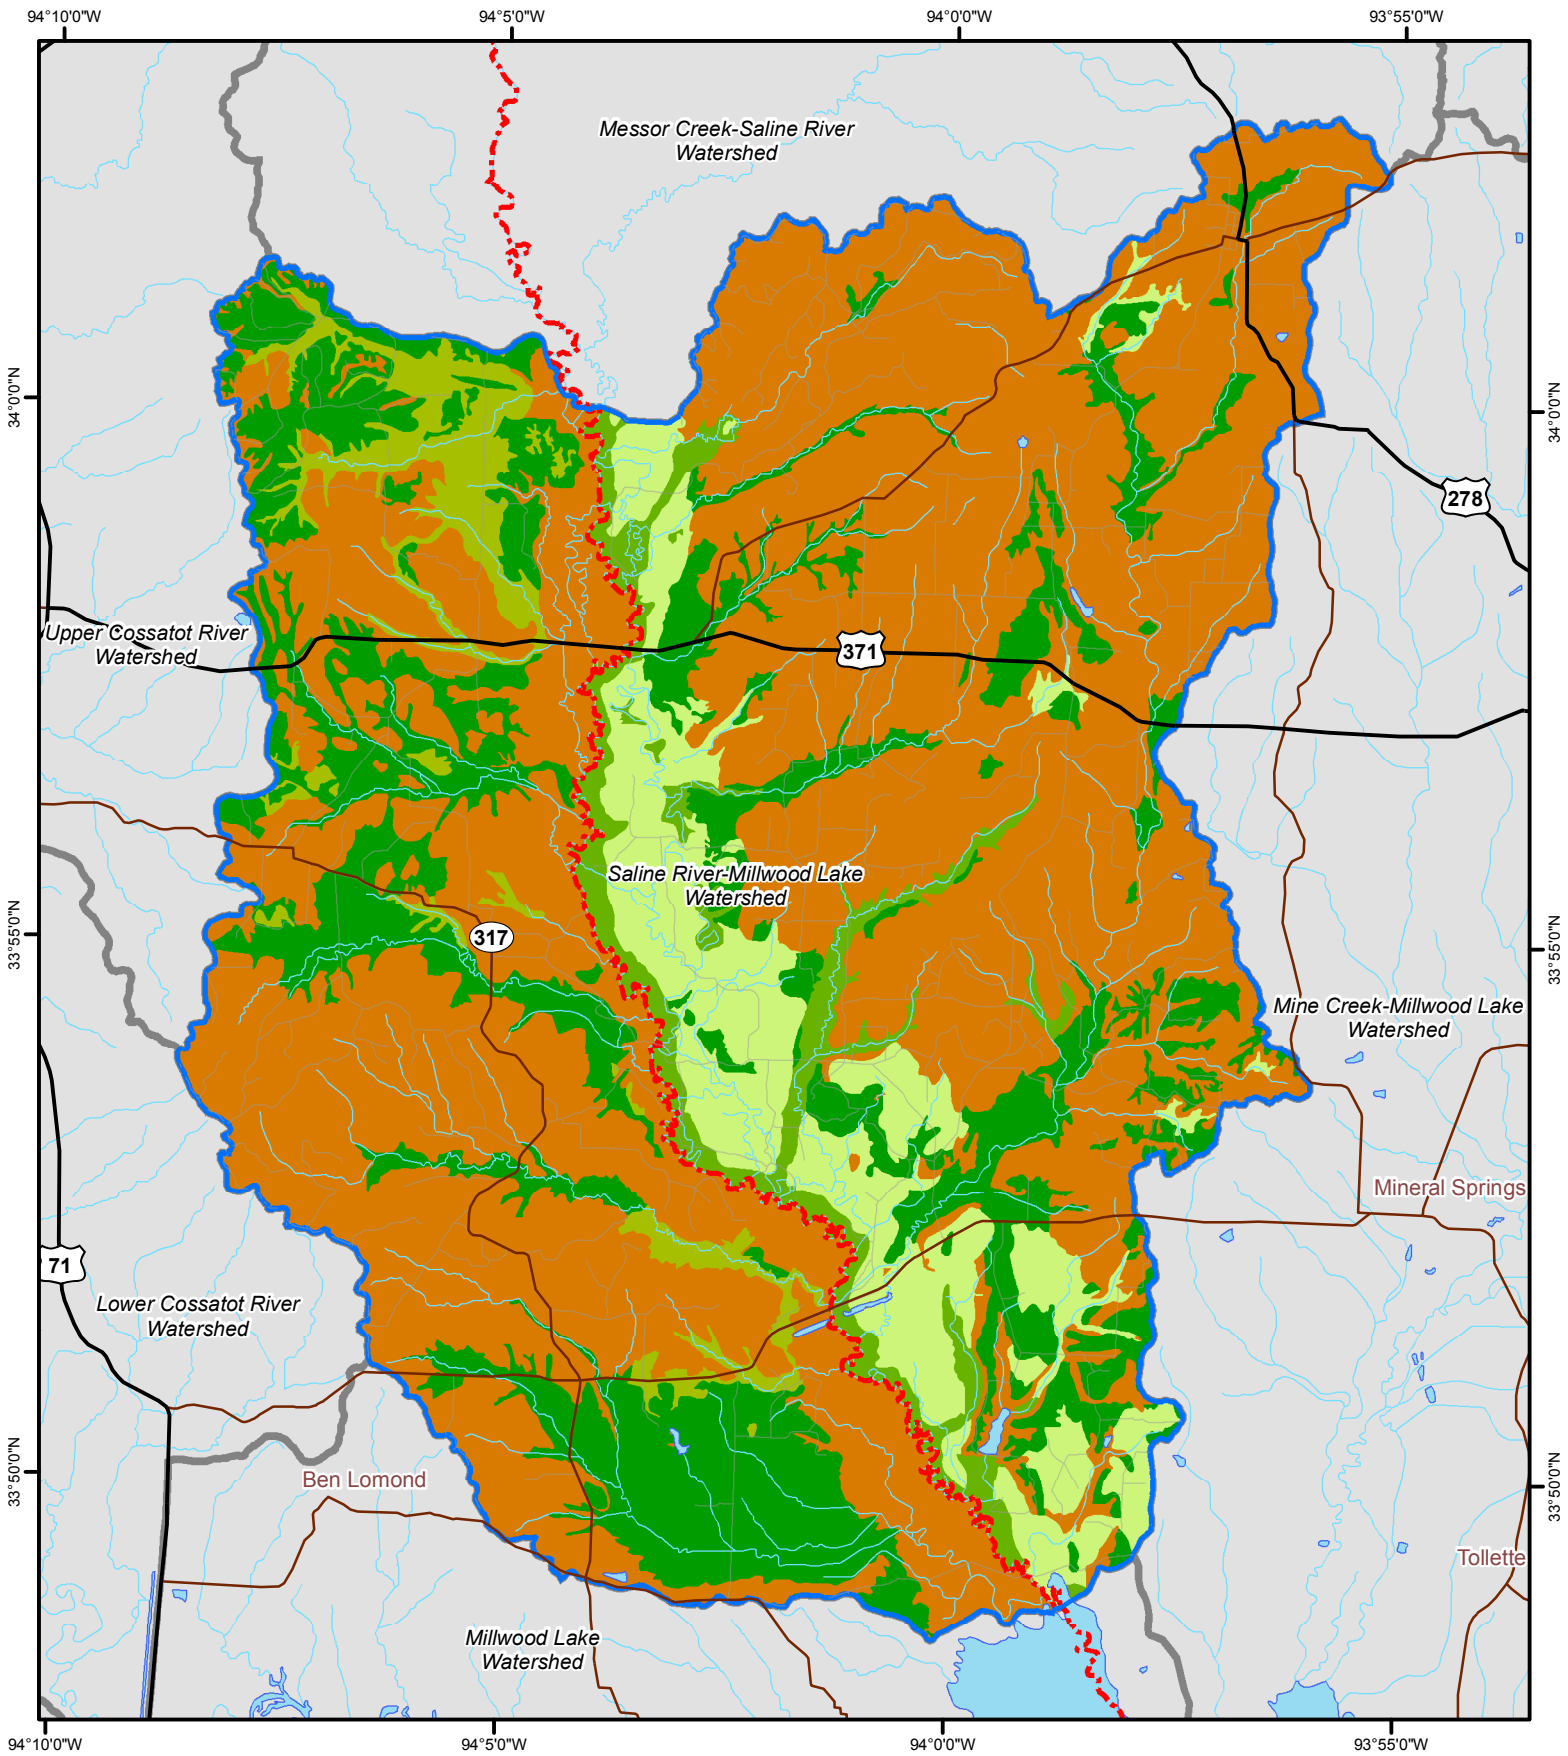 94°10'0"W
94°5'0"W
94°0'0"W
93°55'0"W
Messor Creek-Saline River
Watershed
34°0'0"N
34°0'0"N
278
Upper Cossatot River
Watershed
371
Saline River-Millwood Lake
Watershed
33°55'0"N
317
33°55'0"N
Mine Creek-Millwood Lake
Watershed
Mineral Springs
71
Lower Cossatot River
Watershed
33°50'0"N
Ben Lomond
33°50'0"N
Tollette
Millwood Lake
Watershed
94°10'0"W
94°5'0"W
94°0'0"W
93°55'0"W